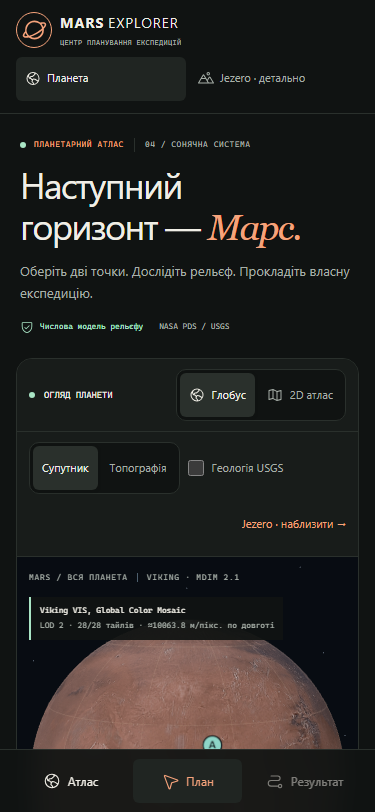 MARS EXPLORER
ЦЕНТР ПЛАНУВАННЯ ЕКСПЕДИЦІЙ
Планета
Jezero · детально
ПЛАНЕТАРНИЙ АТЛАС
04 / СОНЯЧНА СИСТЕМА
Наступний
горизонт — Марс.
Оберіть дві точки. Дослідіть рельєф. Прокладіть власну
експедицію.
Числова модель рельєфу
NASA PDS / USGS
ОГЛЯД ПЛАНЕТИ
Глобус
2D атлас
Супутник
Топографія
Геологія USGS
Jezero · наблизити →
MARS / ВСЯ ПЛАНЕТА
VIKING · MDIM 2.1
Viking VIS, Global Color Mosaic
LOD 2 · 28/28 тайлів · ≈10063.8 м/пікс. по довготі
A
Атлас
План
Результат